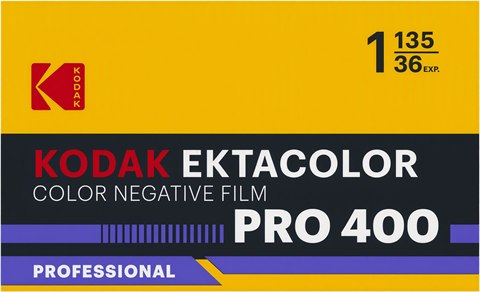 1 135
36 EXP.
KODAK
KODAK EKTACOLOR
COLOR NEGATIVE FILM
PRO 400
PROFESSIONAL